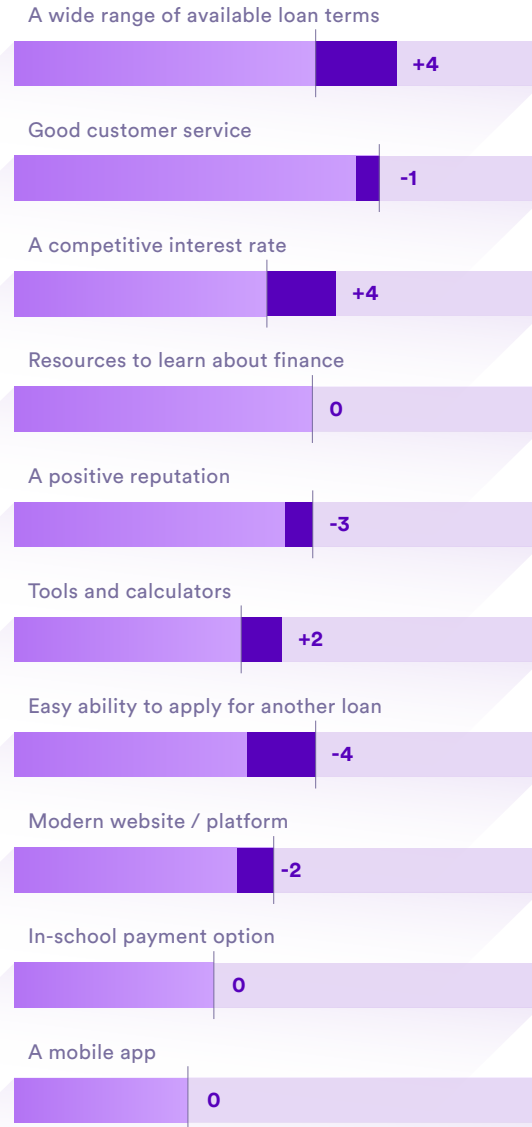 A wide range of available loan terms
+4
Good customer service
-1
A competitive interest rate
+4
Resources to learn about finance
0
A positive reputation
-3
Tools and calculators
+2
Easy ability to apply for another loan
-4
Modern website / platform
-2
In-school payment option
0
A mobile app
0